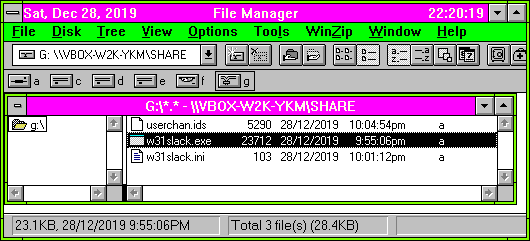 Sat, Dec 28, 2019 File Manager 22:20:19
File Disk Tree View Options Tools WinZip Window Help
G: \\VBOX-W2K-YKM\SHARE
a c d e f g
G:\*.* - \\VBOX-W2K-YKM\SHARE
g:\ userchan.ids 5290 28/12/2019 10:04:54pm a
w31slack.exe 23712 28/12/2019 9:55:06pm a
w31slack.ini 103 28/12/2019 10:01:12pm a
23.1KB, 28/12/2019 9:55:06PM Total 3 file(s) (28.4KB)